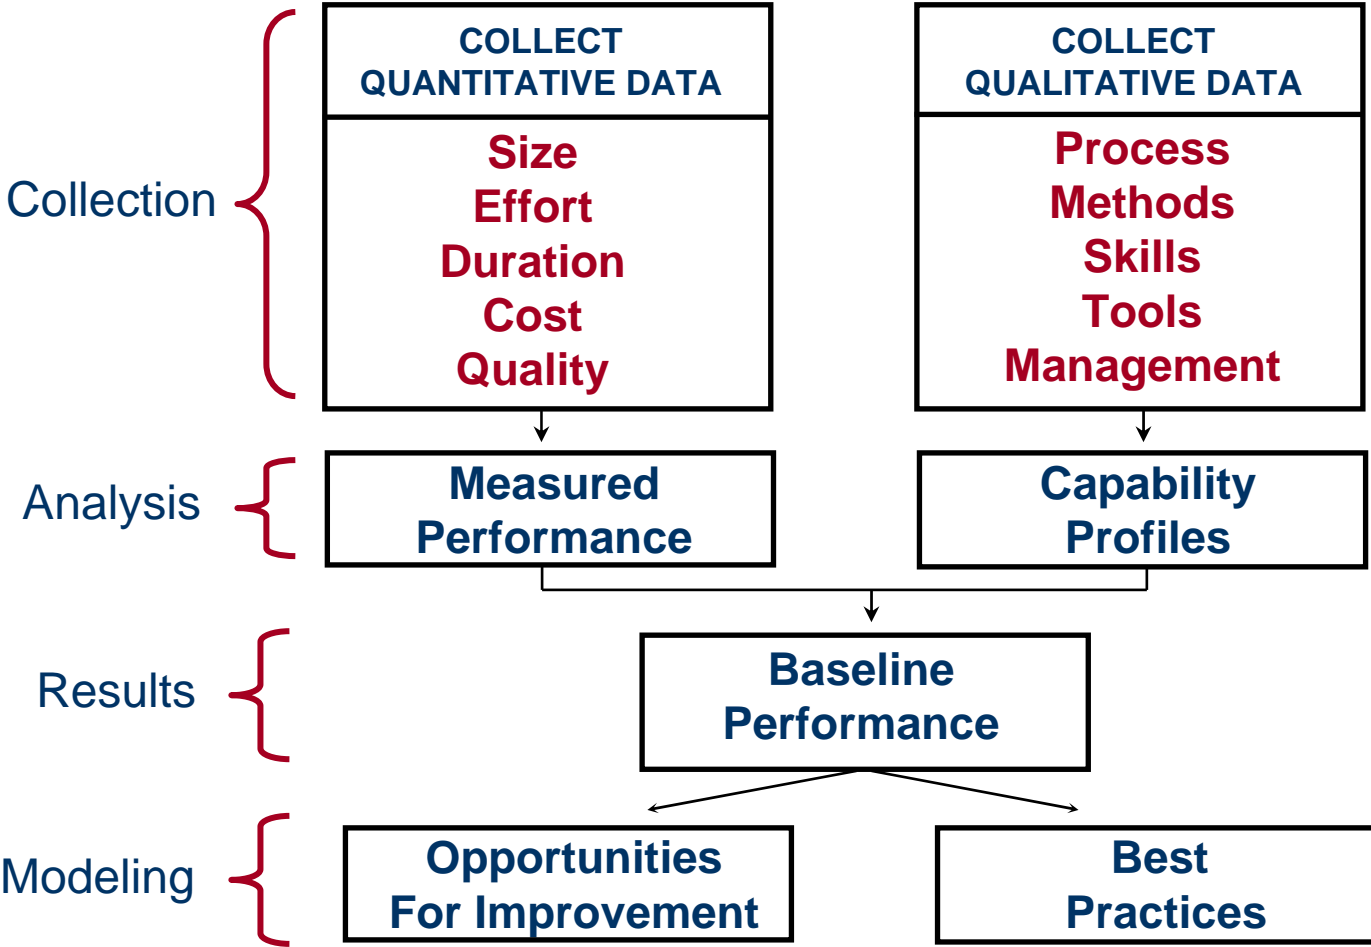 Collection
COLLECT
QUANTITATIVE DATA
Size
Effort
Duration
Cost
Quality
COLLECT
QUALITATIVE DATA
Process
Methods
Skills
Tools
Management
Analysis
Measured
Performance
Capability
Profiles
Results
Baseline
Performance
Modeling
Opportunities
For Improvement
Best
Practices